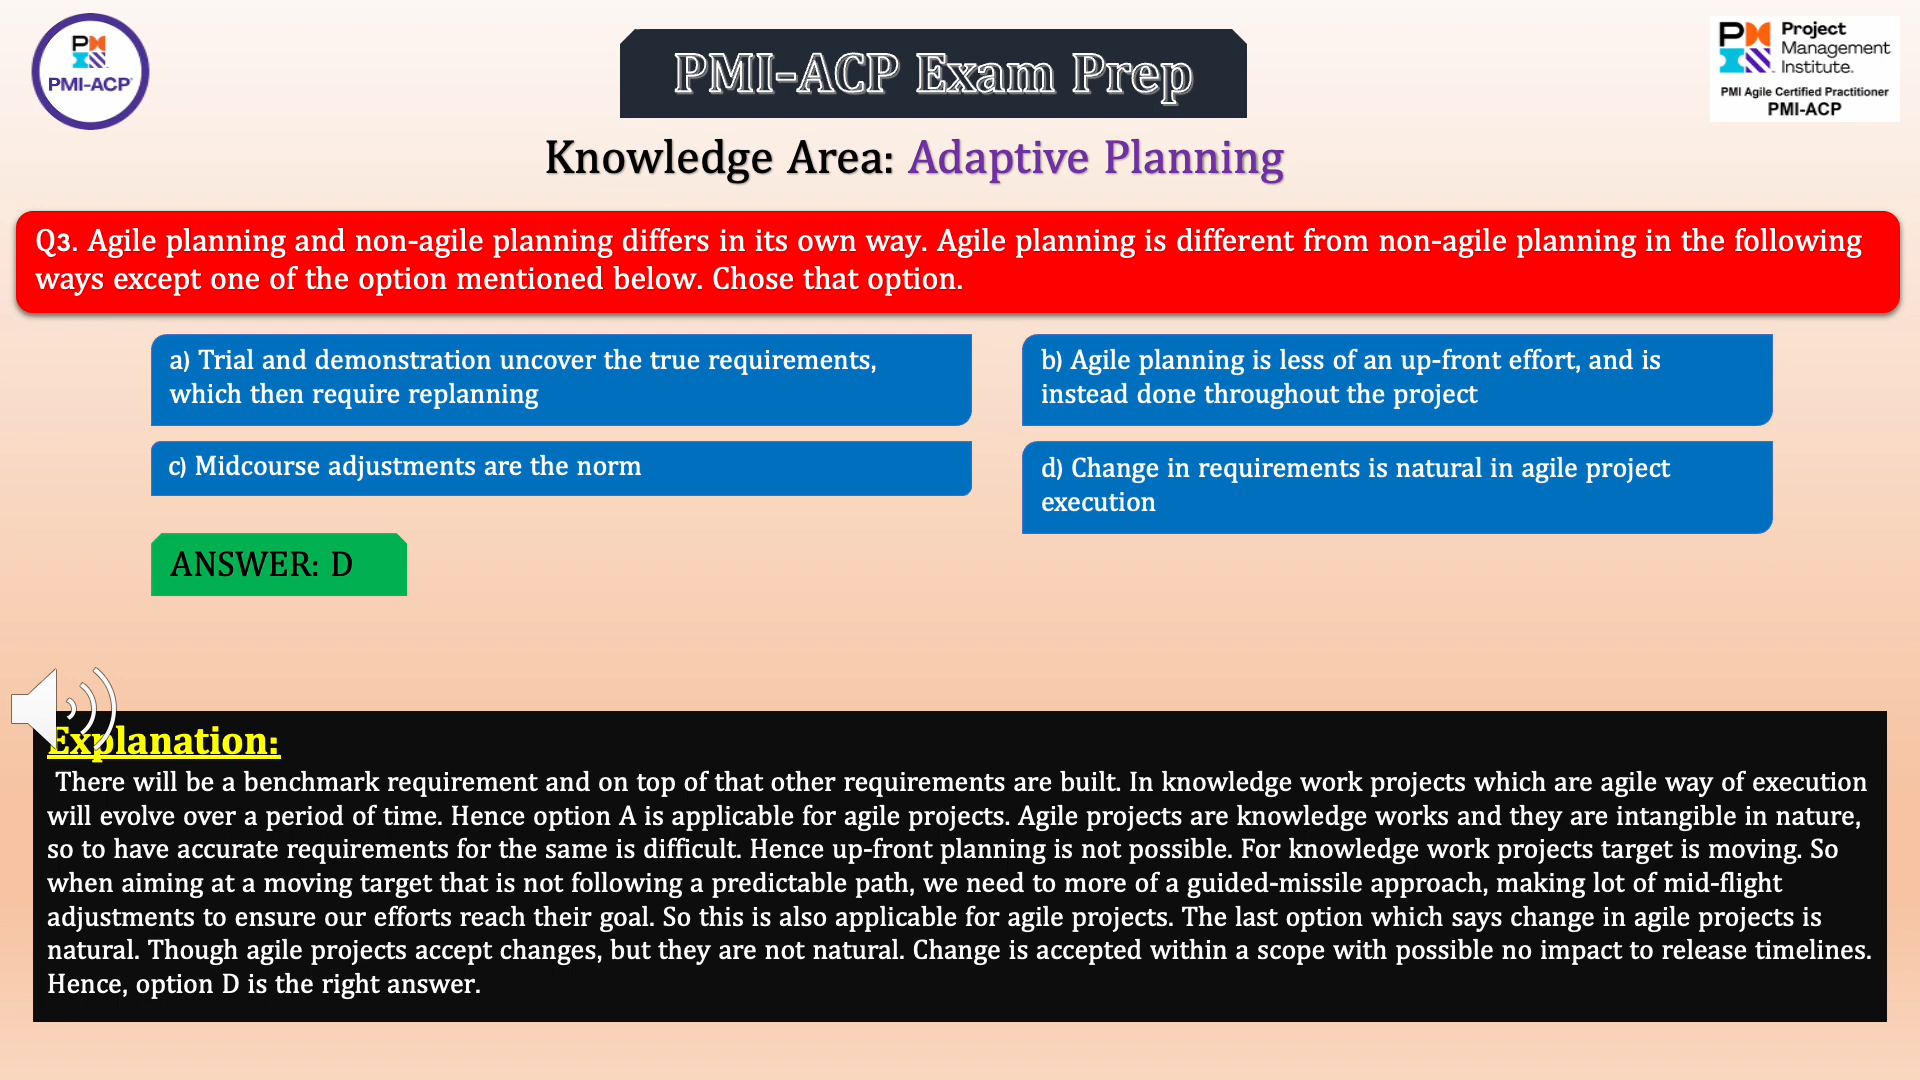 PMI-ACP
PMI-ACP Exam Prep
Project
Management
Institute.
PMI Agile Certified Practitioner
PMI-ACP
Knowledge Area: Adaptive Planning
Q3. Agile planning and non-agile planning differs in its own way. Agile planning is different from non-agile planning in the following
ways except one of the option mentioned below. Chose that option.
a) Trial and demonstration uncover the true requirements,
which then require replanning
b) Agile planning is less of an up-front effort, and is
instead done throughout the project
c) Midcourse adjustments are the norm
d) Change in requirements is natural in agile project
execution
ANSWER: D
Explanation:
There will be a benchmark requirement and on top of that other requirements are built. In knowledge work projects which are agile way of execution
will evolve over a period of time. Hence option A is applicable for agile projects. Agile projects are knowledge works and they are intangible in nature,
so to have accurate requirements for the same is difficult. Hence up-front planning is not possible. For knowledge work projects target is moving. So
when aiming at a moving target that is not following a predictable path, we need to more of a guided-missile approach, making lot of mid-flight
adjustments to ensure our efforts reach their goal. So this is also applicable for agile projects. The last option which says change in agile projects is
natural. Though agile projects accept changes, but they are not natural. Change is accepted within a scope with possible no impact to release timelines.
Hence, option D is the right answer.